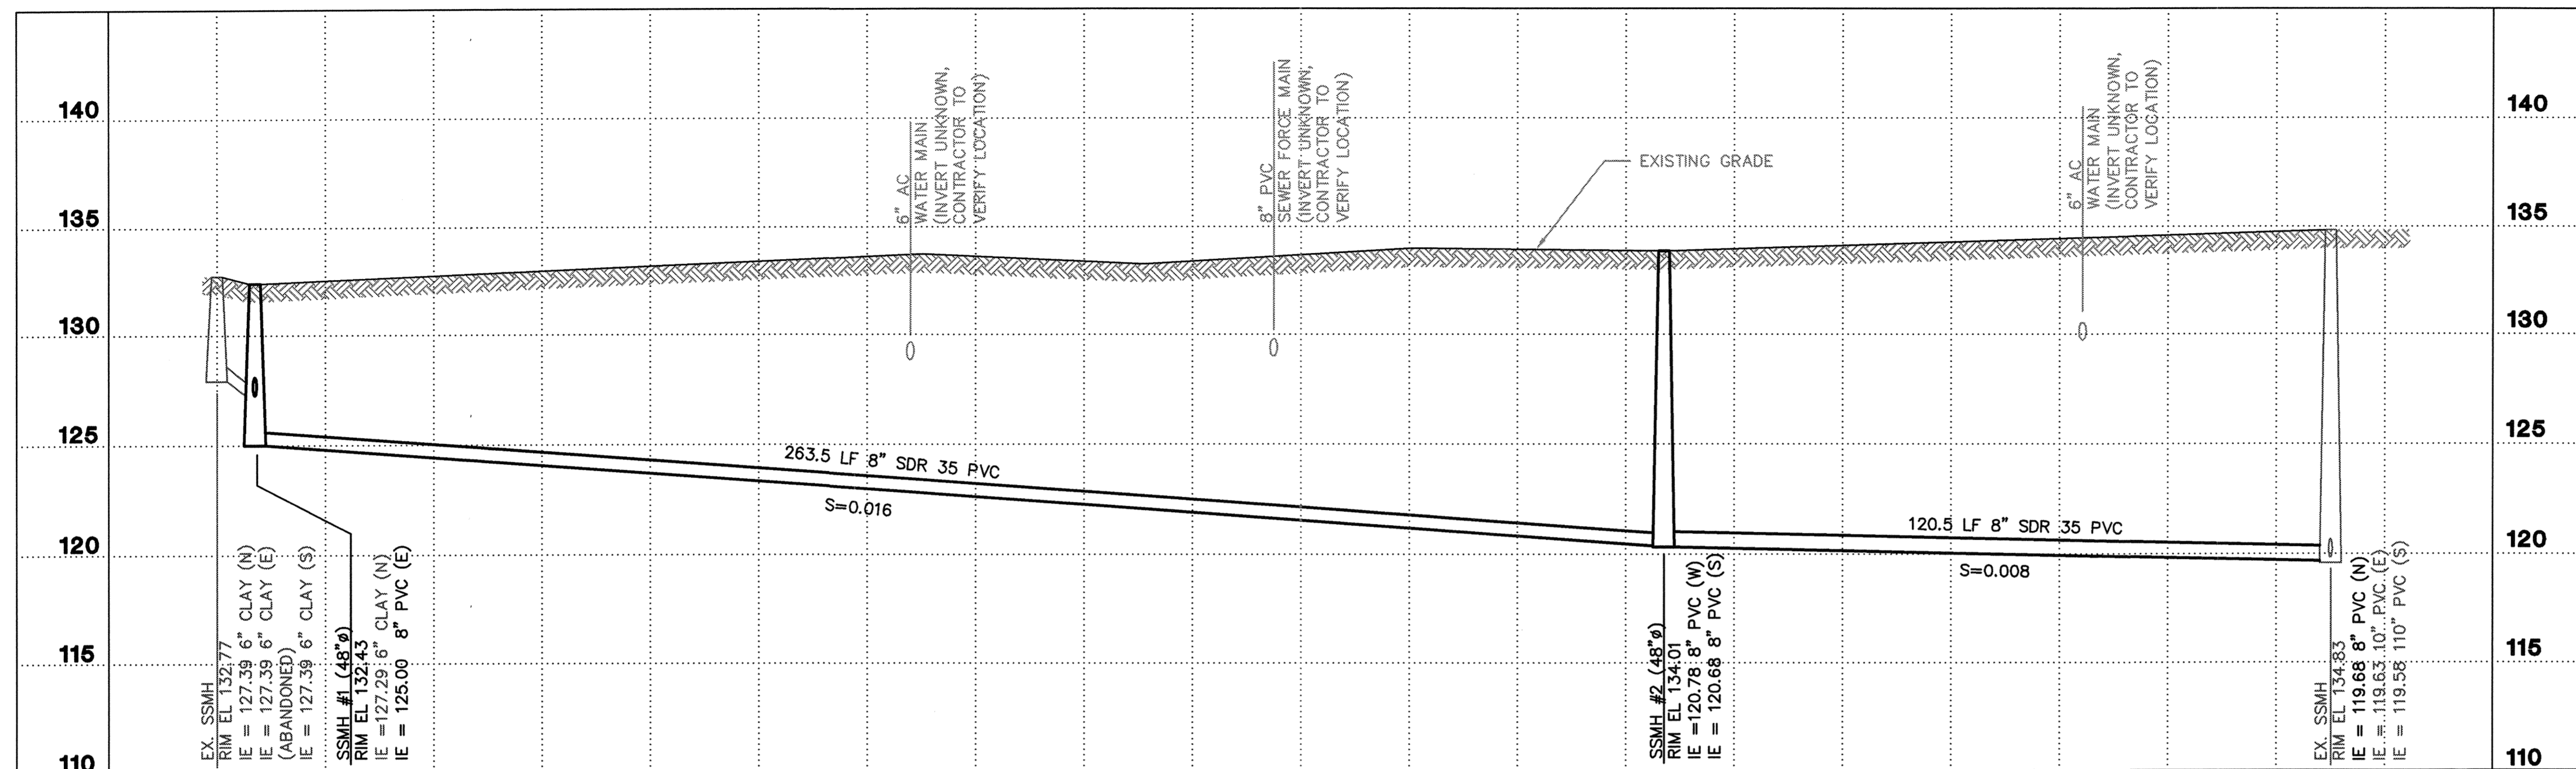 140
135
130
125
120
115
110
6" AC
WATER MAIN
(INVERT UNKNOWN,
CONTRACTOR TO
VERIFY LOCATION)
8" PVC
SEWER FORCE MAIN
(INVERT UNKNOWN,
CONTRACTOR TO
VERIFY LOCATION)
EXISTING GRADE
6" AC
WATER MAIN
(INVERT UNKNOWN,
CONTRACTOR TO
VERIFY LOCATION)
263.5 LF 8" SDR 35 PVC
S=0.016
120.5 LF 8" SDR 35 PVC
S=0.008
EX. SSMH
RIM EL 132.77
IE = 127.39 6" CLAY (N)
IE = 127.39 6" CLAY (E)
(ABANDONED)
IE = 127.39 6" CLAY (S)
SSMH #1 (48"ø)
RIM EL 132.43
IE =127.29 6" CLAY (N)
IE = 125.00 8" PVC (E)
SSMH #2 (48"ø)
RIM EL 134.01
IE =120.78 8" PVC (W)
IE = 120.68 8" PVC (S)
EX. SSMH
RIM EL 134.83
IE = 119.68 8" PVC (N)
IE = 119.63 10" PVC (E)
IE = 119.58 10" PVC (S)
140
135
130
125
120
115
110